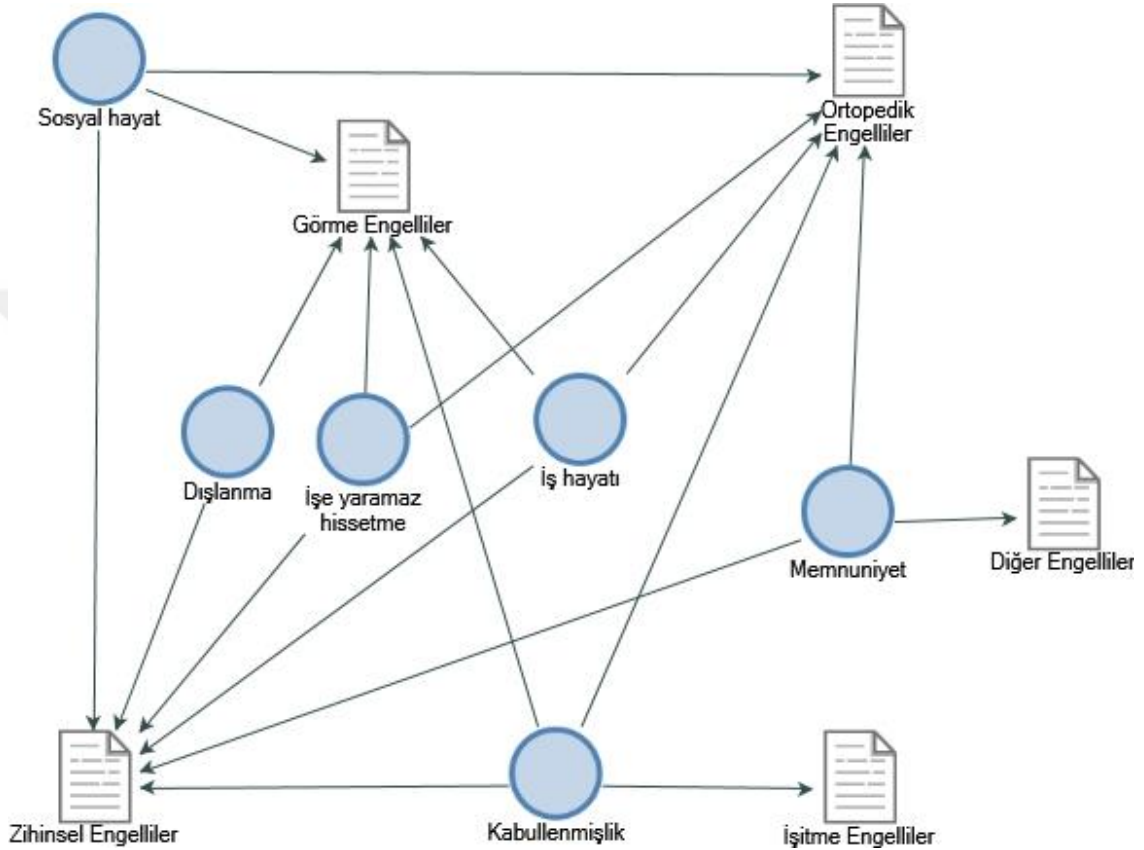 Sosyal hayat
Ortopedik
Engelliler
Görme Engelliler
Dışlanma
İşe yaramaz
hissetme
İş hayatı
Memnuniyet
Diğer Engelliler
Zihinsel Engelliler
Kabullenmişlik
İşitme Engelliler